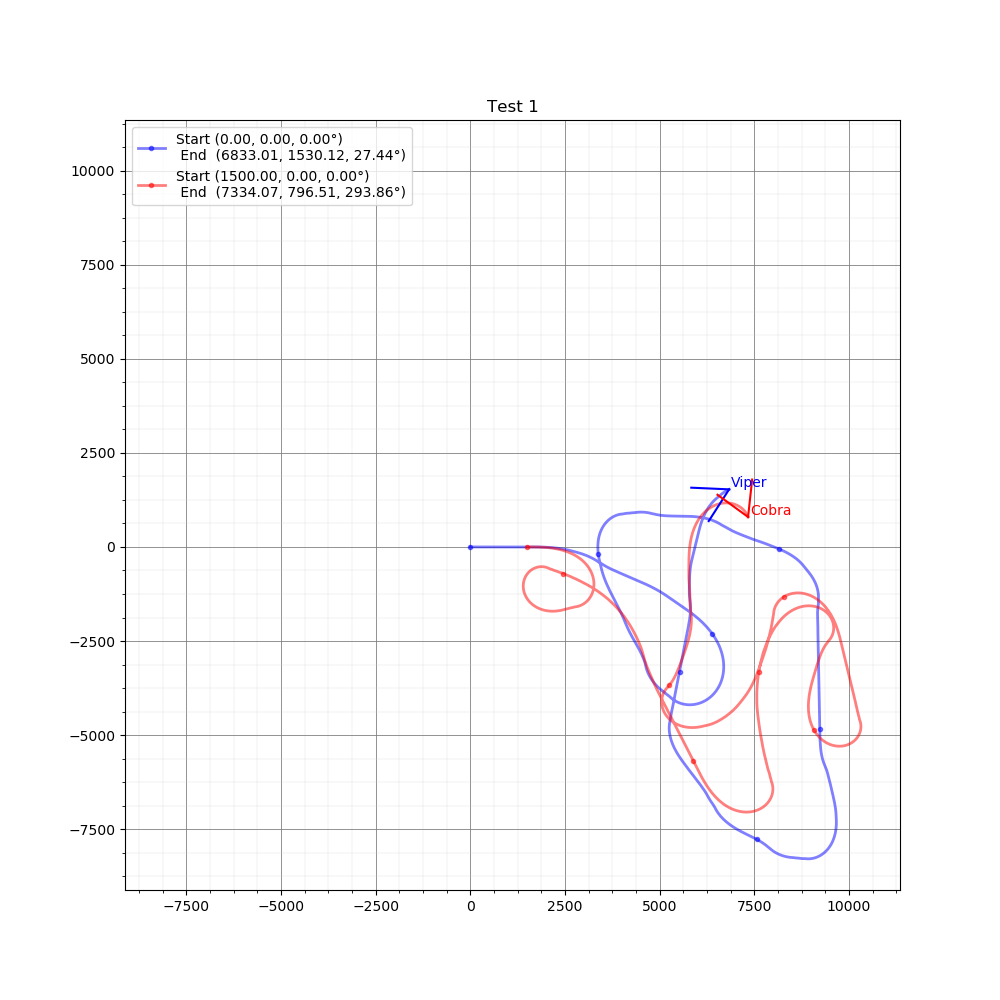 Test 1
Start (0.00, 0.00, 0.00°)
End  (6833.01, 1530.12, 27.44°)
Start (1500.00, 0.00, 0.00°)
End  (7334.07, 796.51, 293.86°)
10000
7500
5000
2500
0
−2500
−5000
−7500
Viper
Cobra
−7500
−5000
−2500
0
2500
5000
7500
10000